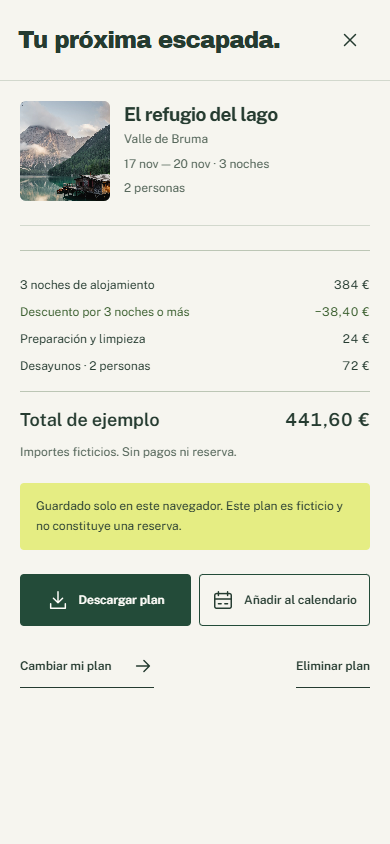 Tu próxima escapada.
El refugio del lago
Valle de Bruma
17 nov — 20 nov · 3 noches
2 personas
3 noches de alojamiento 384 €
Descuento por 3 noches o más −38,40 €
Preparación y limpieza 24 €
Desayunos · 2 personas 72 €
Total de ejemplo 441,60 €
Importes ficticios. Sin pagos ni reserva.
Guardado solo en este navegador. Este plan es ficticio y
no constituye una reserva.
Descargar plan Añadir al calendario
Cambiar mi plan Eliminar plan